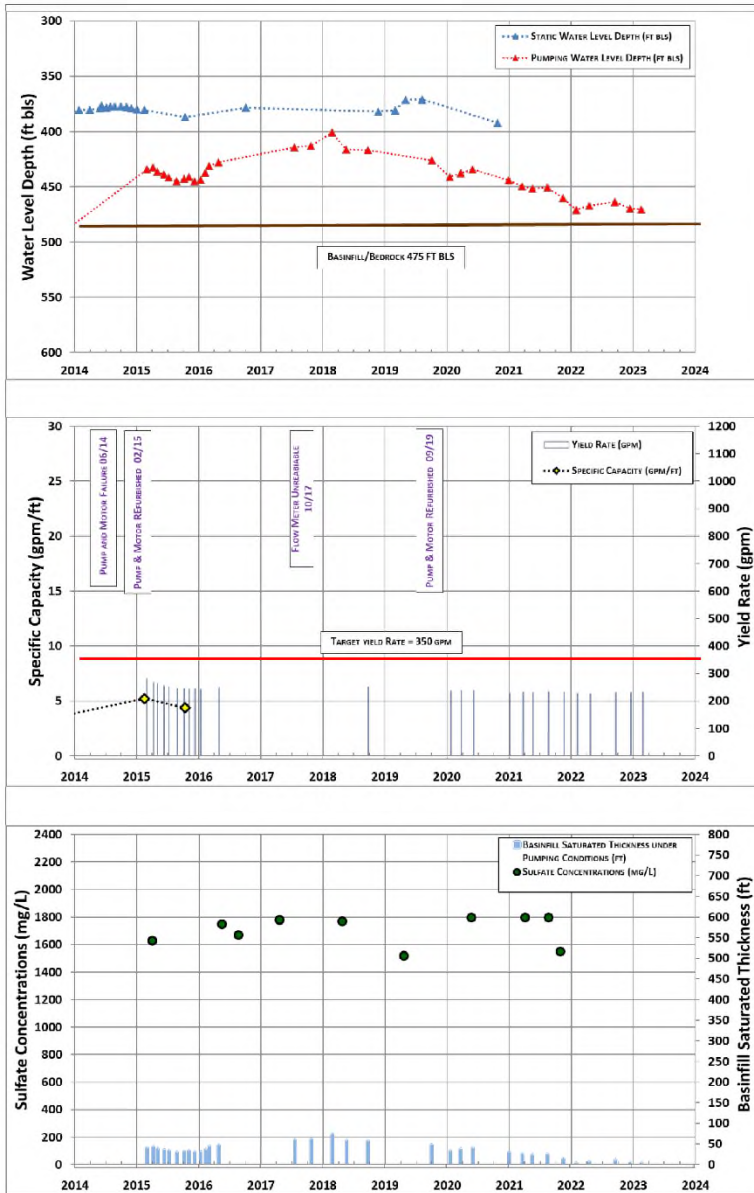 300
350
400
450
500
550
600
Water Level Depth (ft bls)
Static Water Level Depth (ft bls)
Pumping Water Level Depth (ft bls)
Basinfill/Bedrock 475 ft bls
2014 2015 2016 2017 2018 2019 2020 2021 2022 2023 2024
30
25
20
15
10
5
0
Specific Capacity (gpm/ft)
Pump and Motor Failure 06/14
Pump & Motor REfurbished 02/15
Flow Meter Unreabiable
10/17
Pump & Motor REfurbished 09/19
Yield Rate (gpm)
Specific Capacity (gpm/ft)
Target yield Rate = 350 gpm
1200
1100
1000
900
800
700
600
500
400
300
200
100
0
Yield Rate (gpm)
2014 2015 2016 2017 2018 2019 2020 2021 2022 2023 2024
2400
2200
2000
1800
1600
1400
1200
1000
800
600
400
200
0
Sulfate Concentrations (mg/L)
Basinfill Saturated Thickness under
Pumping Conditions (ft)
Sulfate Concentrations (mg/L)
800
750
700
650
600
550
500
450
400
350
300
250
200
150
100
50
0
Basinfill Saturated Thickness (ft)
2014 2015 2016 2017 2018 2019 2020 2021 2022 2023 2024